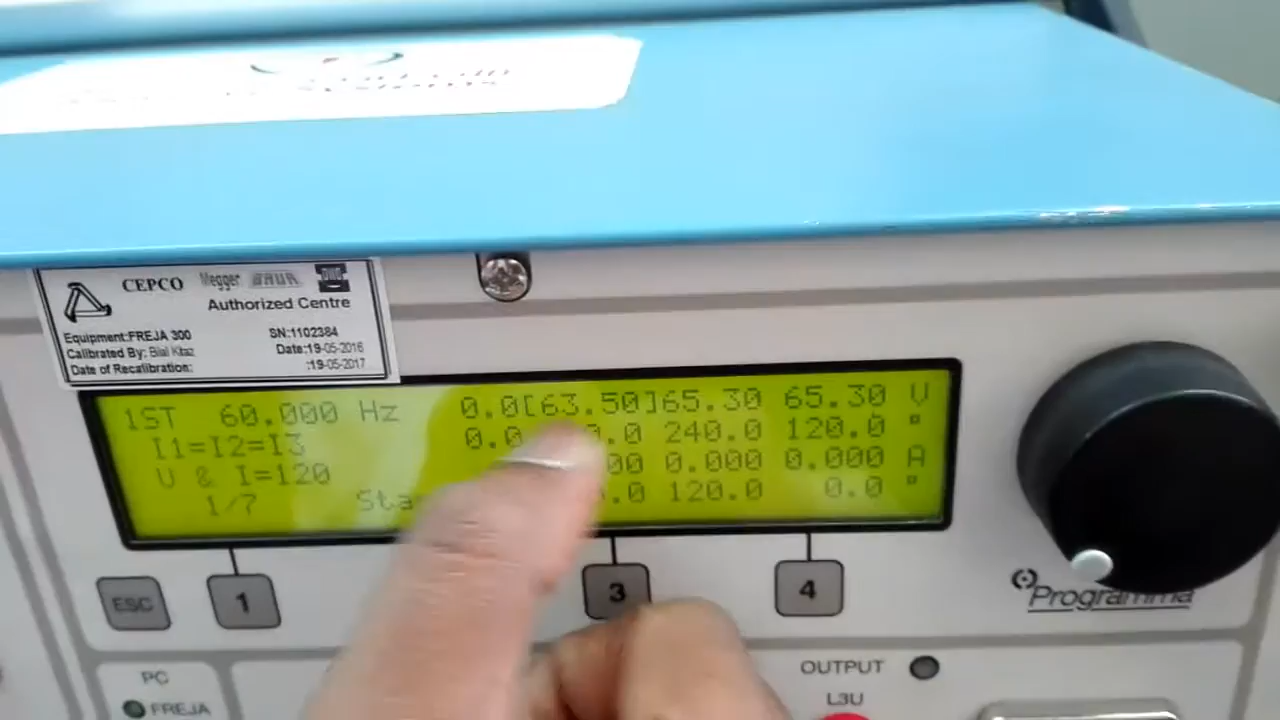 CEPCO Megger BAUR
Authorized Centre
Equipment:FREJA 300 SN:1102384
Calibrated By: Date:19-05-2016
Date of Recalibration: :19-05-2017
1ST 60.000 Hz 0.0[63.50]65.30 65.30 V
I1=I2=I3 0.0 0.0 240.0 120.0 °
U & I=120 00 0.000 0.000 A
1/7 Sta .0 120.0 0.0 °
ESC 1 3 4
Programma
OUTPUT
PC
FREJA
L3U